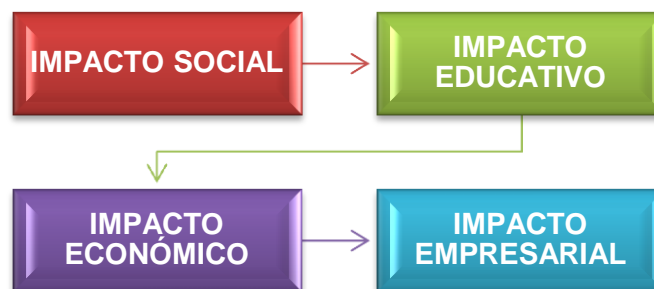 IMPACTO SOCIAL
IMPACTO
EDUCATIVO
IMPACTO
ECONÓMICO
IMPACTO
EMPRESARIAL